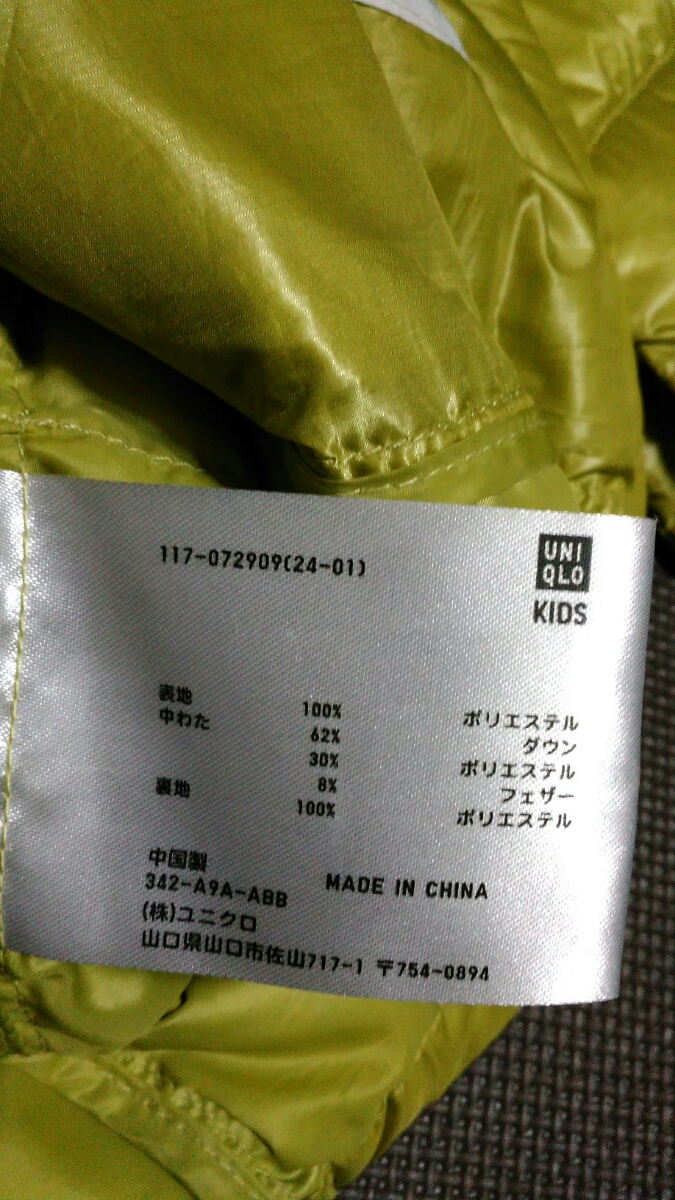 117-072909(24-01)
UNI
QLO
KIDS
表地 100% ポリエステル
中わた 62% ダウン
30% ポリエステル
8% フェザー
裏地 100% ポリエステル
中国製
342-A9A-ABB MADE IN CHINA
(株)ユニクロ
山口県山口市佐山717-1 〒754-0894